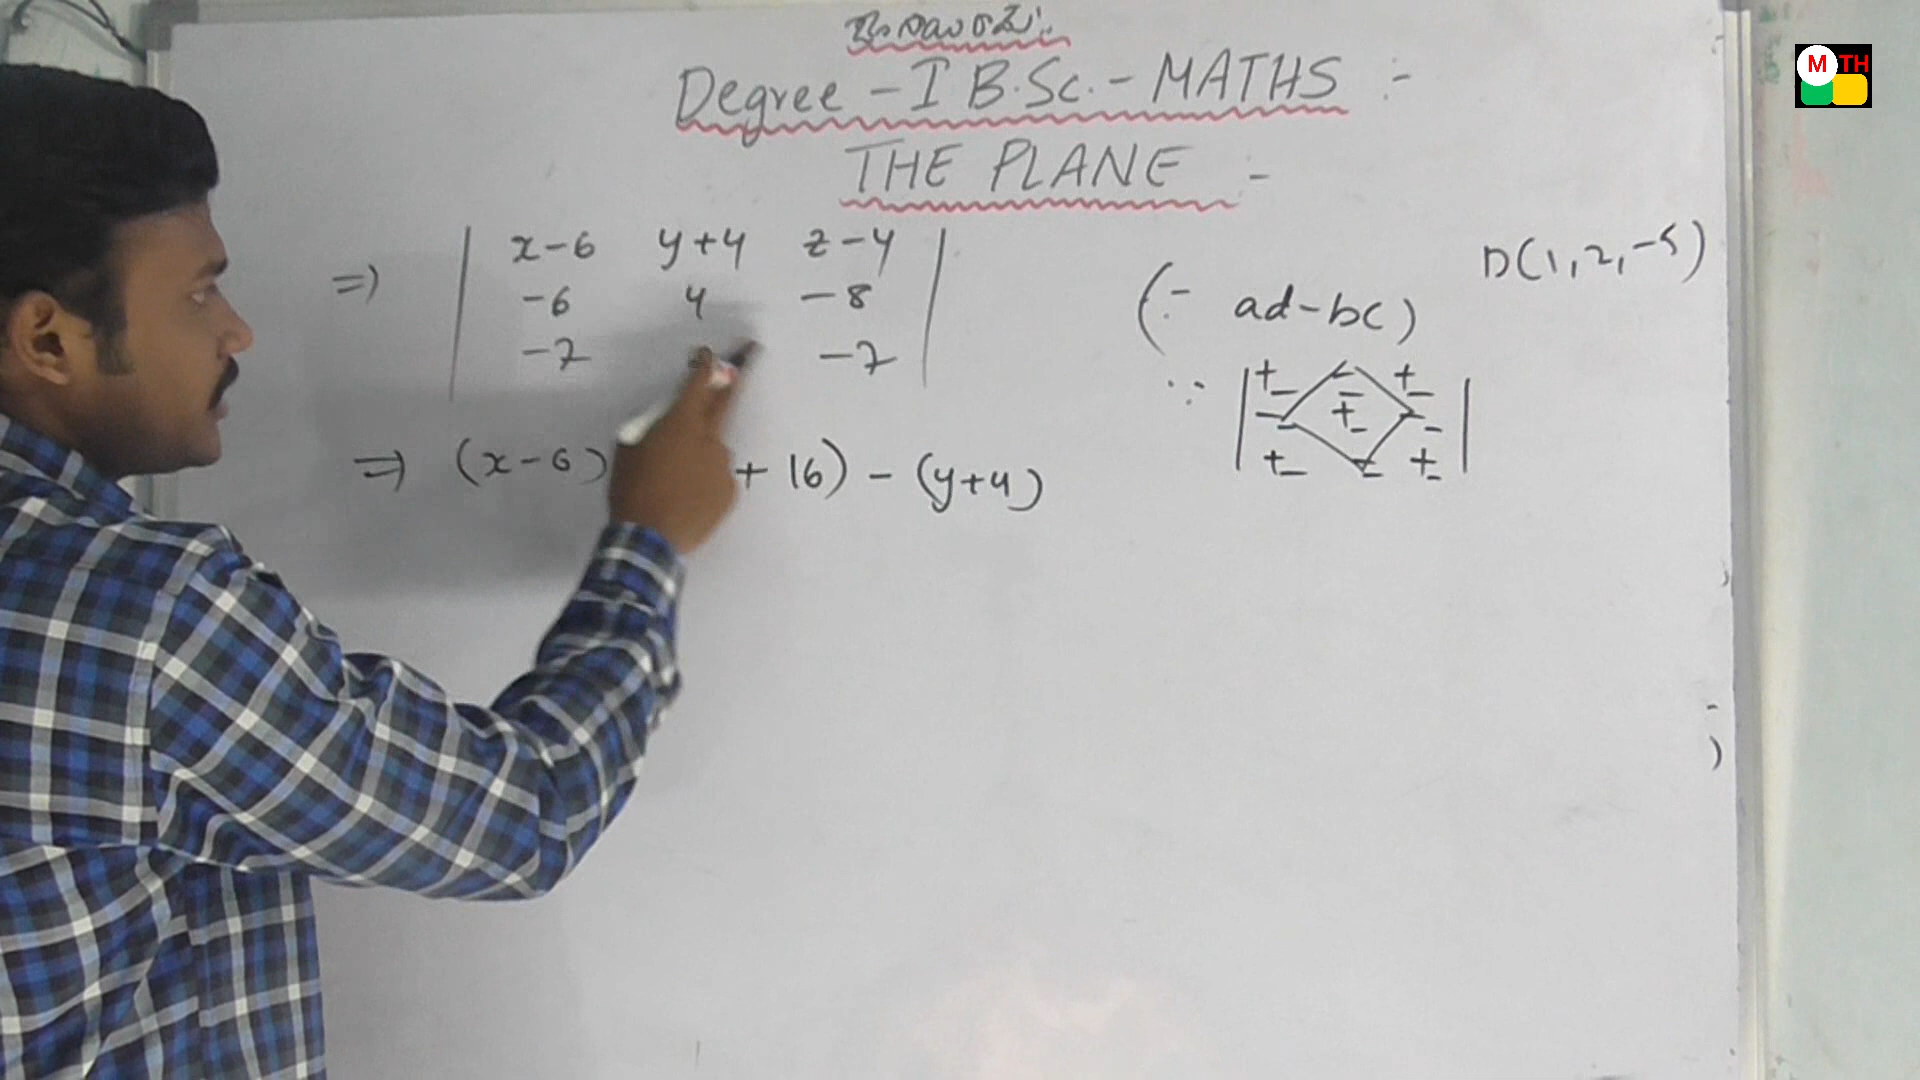 Degree - I B.Sc. - MATHS :-
THE PLANE :-
=> | x-6 y+4 z-4 |
-6 4 -8
-7 -7
D(1,2,-5)
(:- ad-bc)
∵ | + - + |
- + -
+ - +
=> (x-6) + 16) - (y+4)
MTH